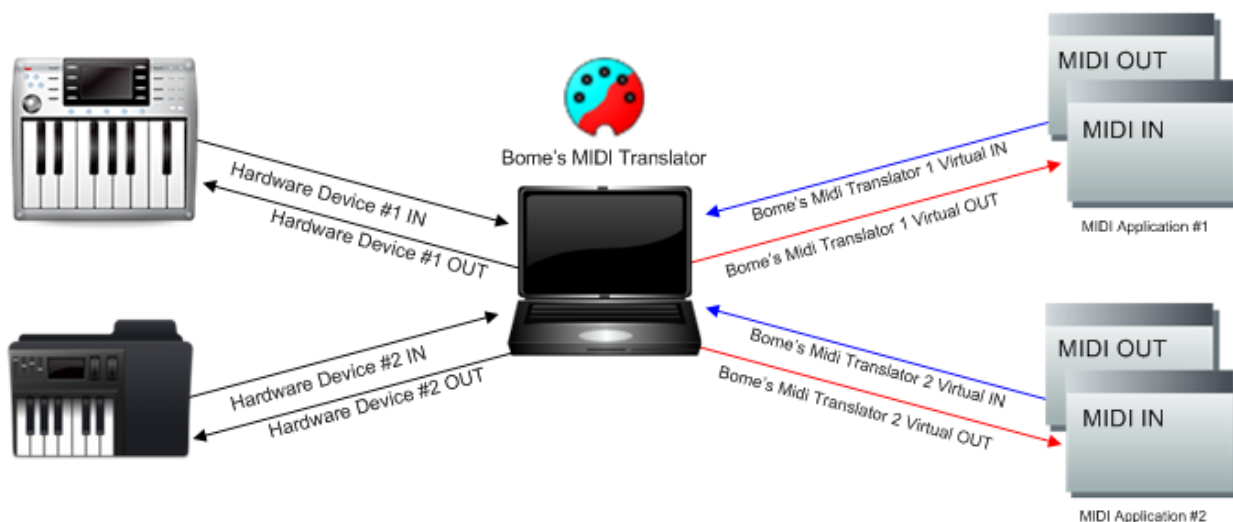 MIDI OUT
MIDI IN
Bome's MIDI Translator
Hardware Device #1 IN
Hardware Device #1 OUT
Bome's Midi Translator 1 Virtual IN
Bome's Midi Translator 1 Virtual OUT
MIDI Application #1
Hardware Device #2 IN
Hardware Device #2 OUT
Bome's Midi Translator 2 Virtual IN
Bome's Midi Translator 2 Virtual OUT
MIDI OUT
MIDI IN
MIDI Application #2